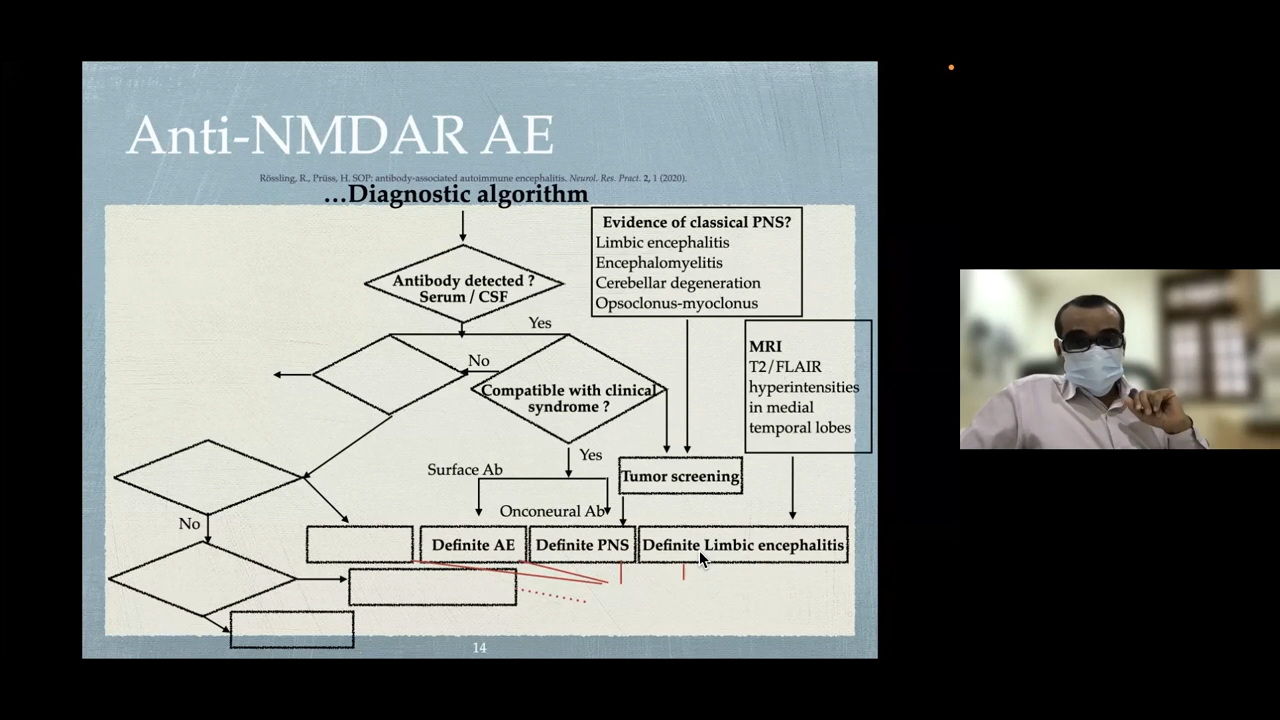 Anti-NMDAR AE
Rössling, R., Prüss, H. SOP: antibody-associated autoimmune encephalitis. Neurol. Res. Pract. 2, 1 (2020).
…Diagnostic algorithm
Evidence of classical PNS?
Limbic encephalitis
Encephalomyelitis
Cerebellar degeneration
Opsoclonus-myoclonus
Antibody detected ?
Serum / CSF
Yes
No
MRI
T2/FLAIR
hyperintensities
in medial
temporal lobes
Compatible with clinical
syndrome ?
Yes
Surface Ab
Tumor screening
Onconeural Ab
No
Definite AE
Definite PNS
Definite Limbic encephalitis
14